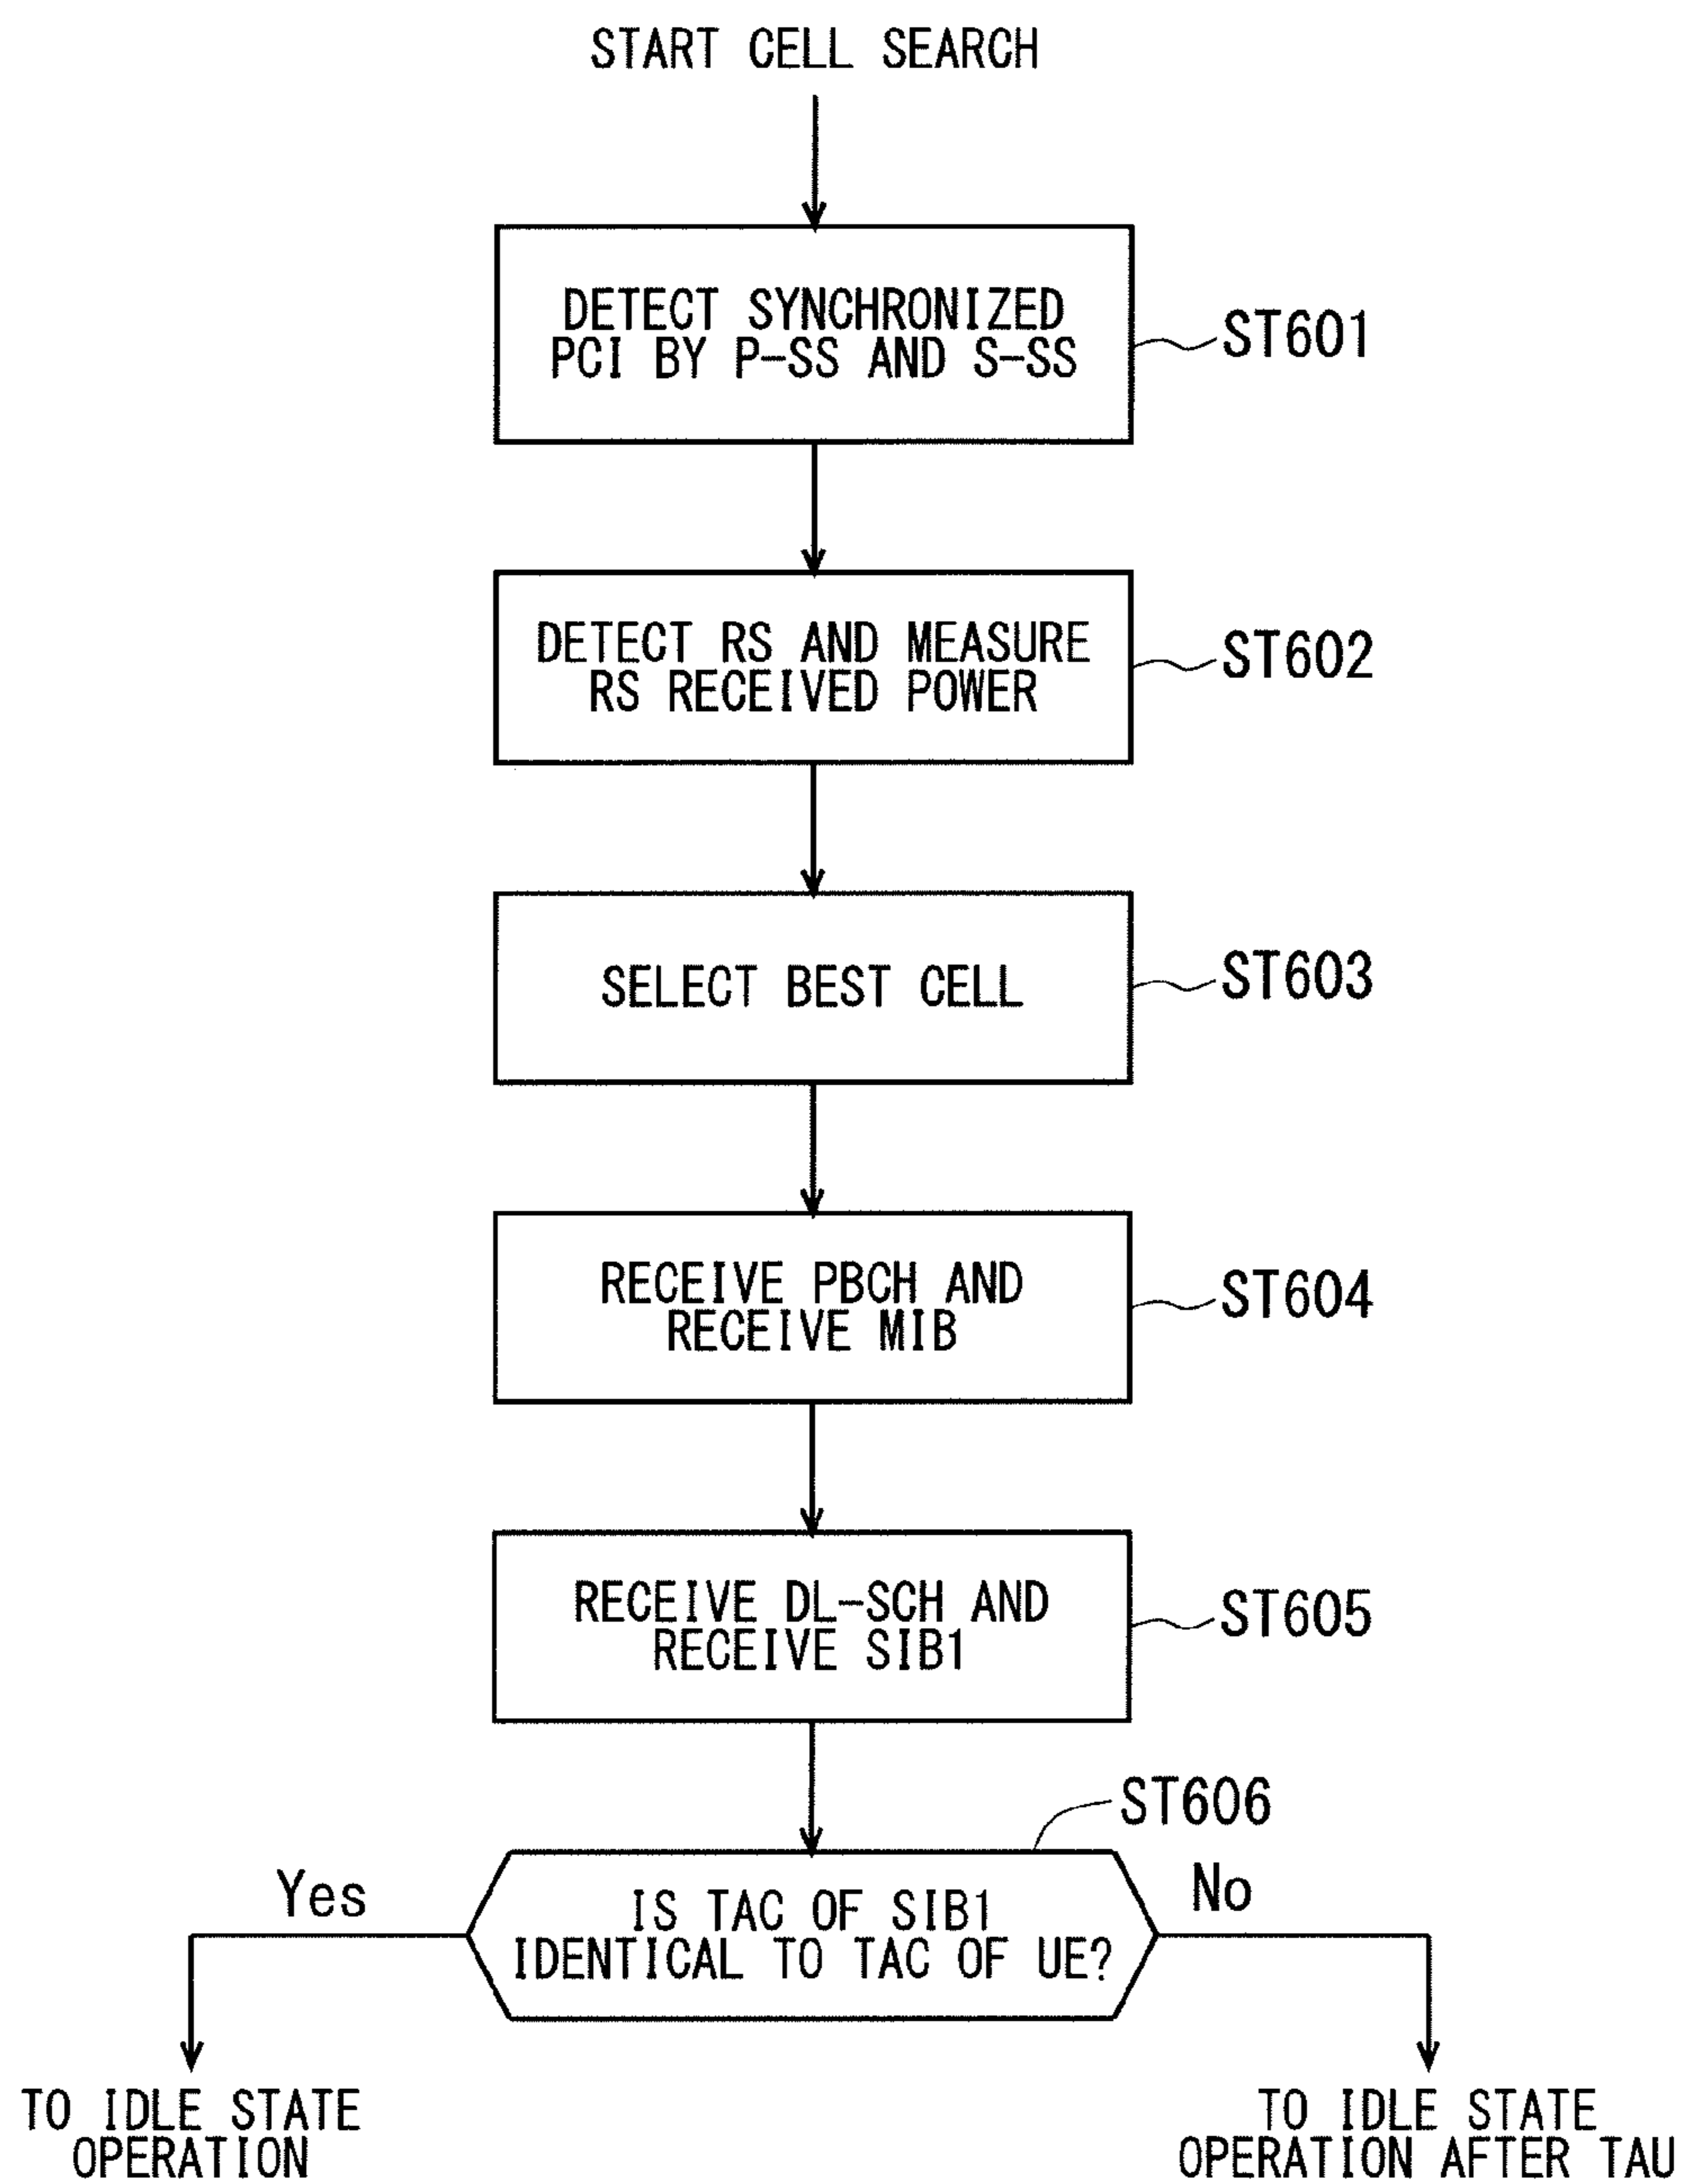 START CELL SEARCH
DETECT SYNCHRONIZED
PCI BY P-SS AND S-SS
ST601
DETECT RS AND MEASURE
RS RECEIVED POWER
ST602
SELECT BEST CELL
ST603
RECEIVE PBCH AND
RECEIVE MIB
ST604
RECEIVE DL-SCH AND
RECEIVE SIB1
ST605
ST606
Yes
IS TAC OF SIB1
IDENTICAL TO TAC OF UE?
No
TO IDLE STATE
OPERATION
TO IDLE STATE
OPERATION AFTER TAU